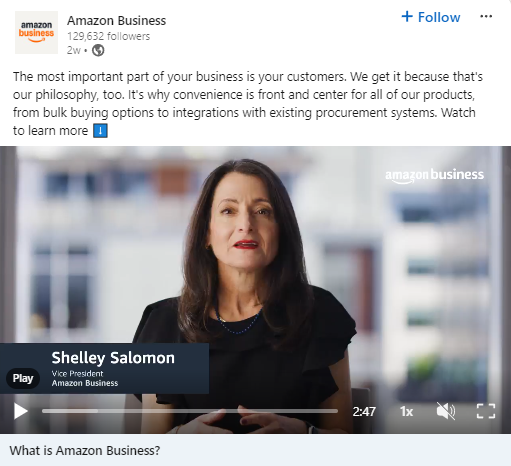 amazon
business
Amazon Business
129,632 followers
2w •
+ Follow
···
The most important part of your business is your customers. We get it because that's
our philosophy, too. It's why convenience is front and center for all of our products,
from bulk buying options to integrations with existing procurement systems. Watch
to learn more ⬇️
amazon business
Shelley Salomon
Vice President
Amazon Business
Play
2:47
1x
What is Amazon Business?